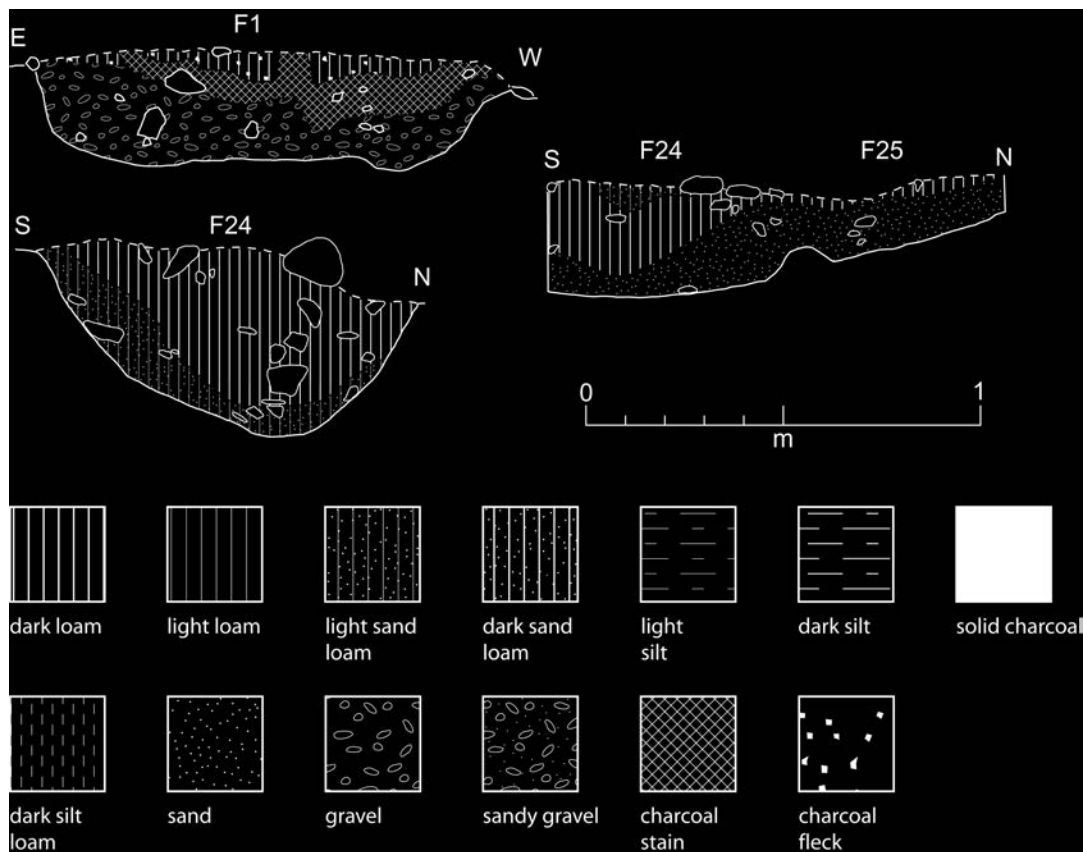 F1
E
W
F24
F25
S
N
S
F24
N
0
1
m
dark loam
light loam
light sand
loam
dark sand
loam
light
silt
dark silt
solid charcoal
dark silt
loam
sand
gravel
sandy gravel
charcoal
stain
charcoal
fleck